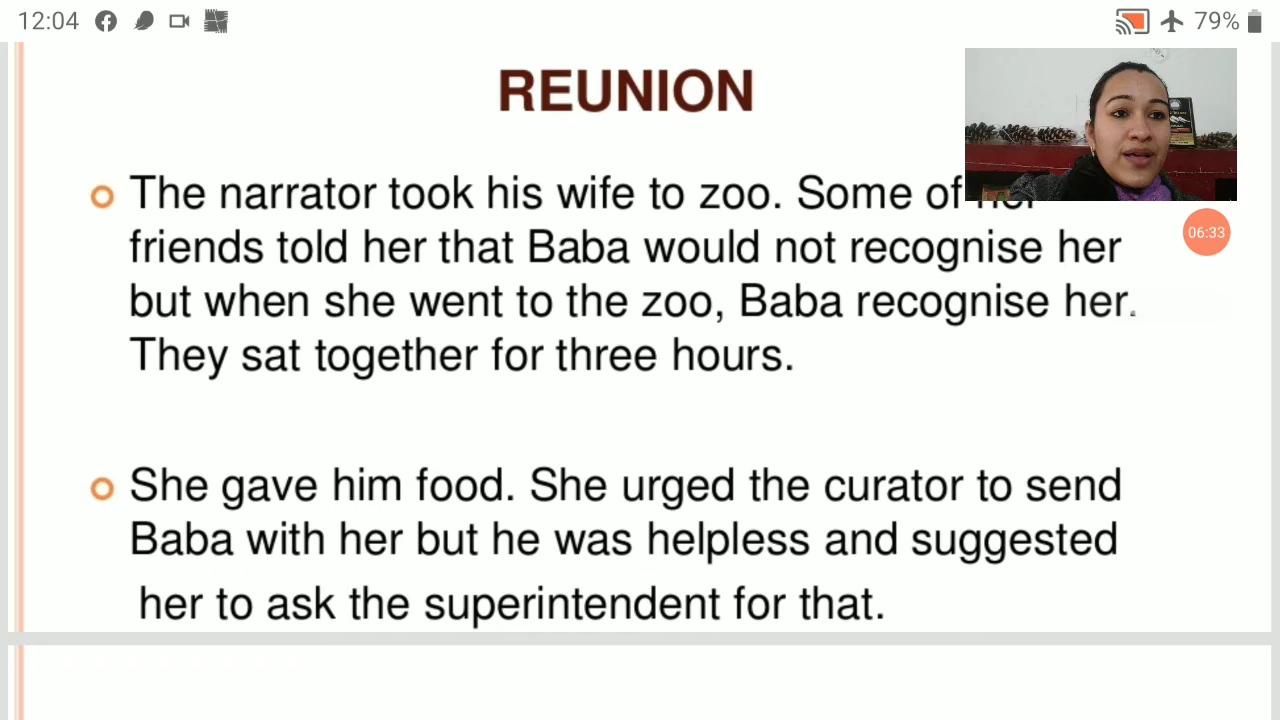 12:04
79%
REUNION
The narrator took his wife to zoo. Some of her
friends told her that Baba would not recognise her
but when she went to the zoo, Baba recognise her.
They sat together for three hours.
She gave him food. She urged the curator to send
Baba with her but he was helpless and suggested
her to ask the superintendent for that.
06:33